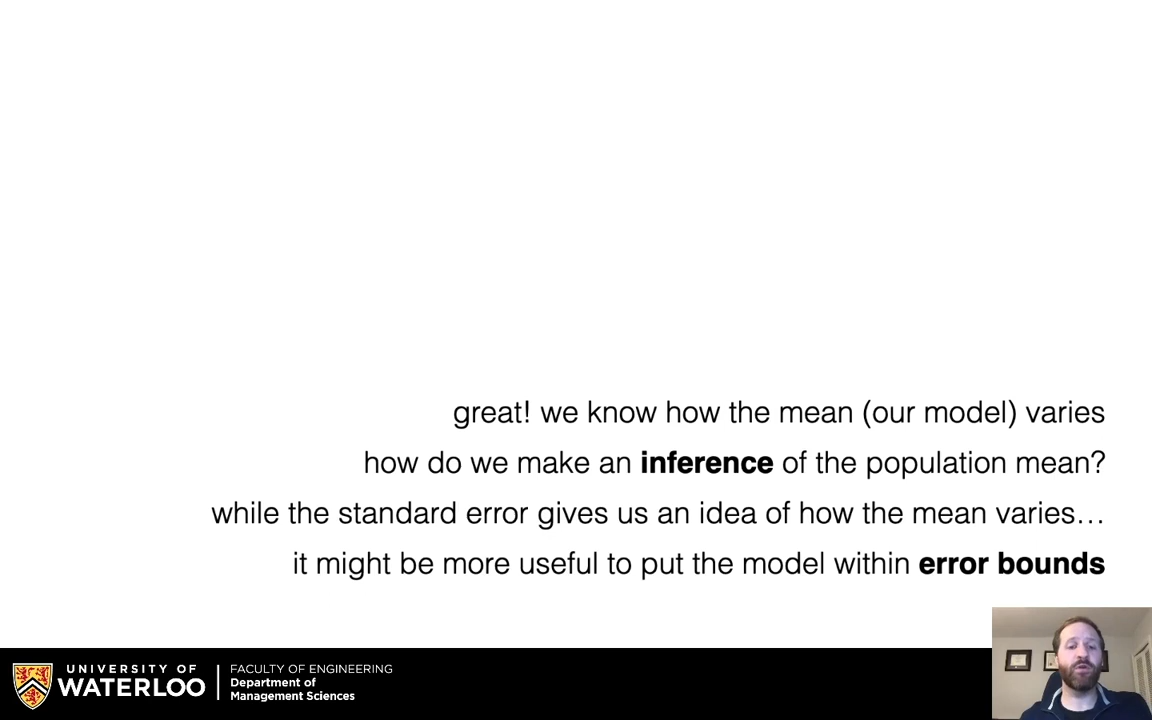 great! we know how the mean (our model) varies
how do we make an inference of the population mean?
while the standard error gives us an idea of how the mean varies…
it might be more useful to put the model within error bounds
UNIVERSITY OF
WATERLOO
FACULTY OF ENGINEERING
Department of
Management Sciences